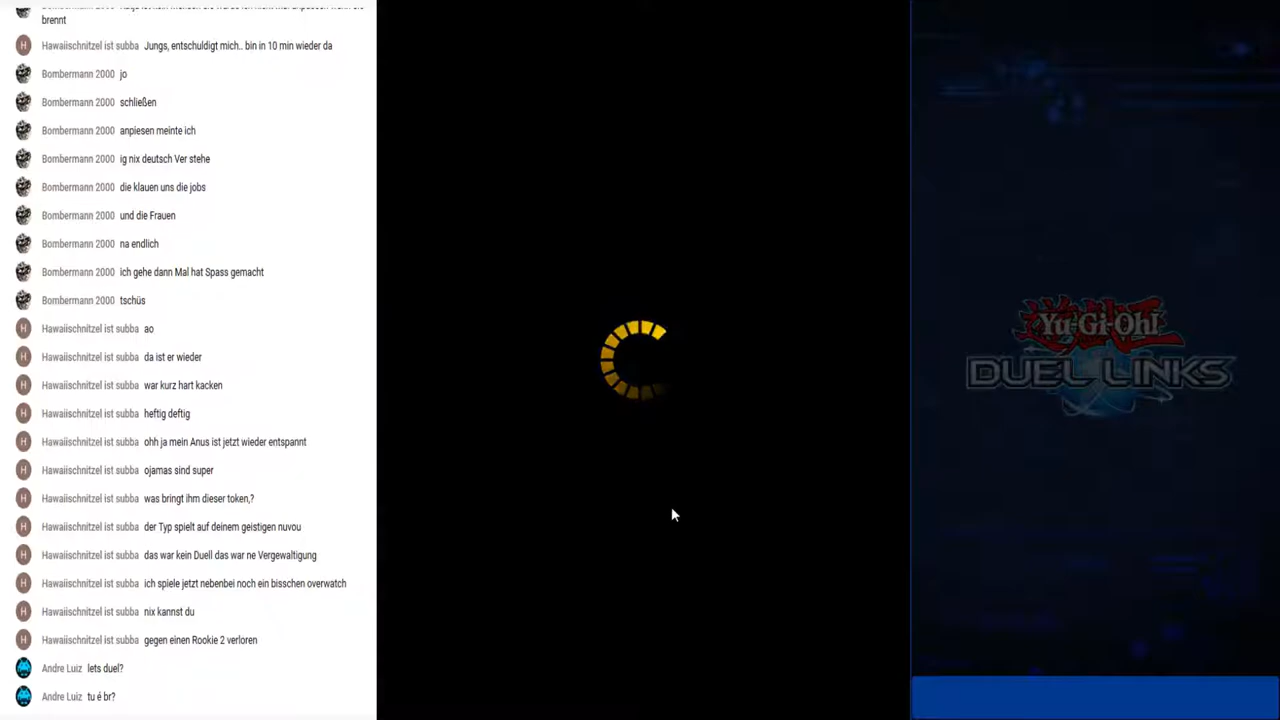 brennt
Hawaiischnitzel ist subba Jungs, entschuldigt mich.. bin in 10 min wieder da
Bombermann 2000 jo
Bombermann 2000 schließen
Bombermann 2000 anpiesen meinte ich
Bombermann 2000 ig nix deutsch Ver stehe
Bombermann 2000 die klauen uns die jobs
Bombermann 2000 und die Frauen
Bombermann 2000 na endlich
Bombermann 2000 ich gehe dann Mal hat Spass gemacht
Bombermann 2000 tschüs
Hawaiischnitzel ist subba ao
Hawaiischnitzel ist subba da ist er wieder
Hawaiischnitzel ist subba war kurz hart kacken
Hawaiischnitzel ist subba heftig deftig
Hawaiischnitzel ist subba ohh ja mein Anus ist jetzt wieder entspannt
Hawaiischnitzel ist subba ojamas sind super
Hawaiischnitzel ist subba was bringt ihm dieser token,?
Hawaiischnitzel ist subba der Typ spielt auf deinem geistigen nuvou
Hawaiischnitzel ist subba das war kein Duell das war ne Vergewaltigung
Hawaiischnitzel ist subba ich spiele jetzt nebenbei noch ein bisschen overwatch
Hawaiischnitzel ist subba nix kannst du
Hawaiischnitzel ist subba gegen einen Rookie 2 verloren
Andre Luiz lets duel?
Andre Luiz tu é br?
H
H
H
H
H
H
H
H
H
H
H
H
H
Yu-Gi-Oh!
DUEL LINKS